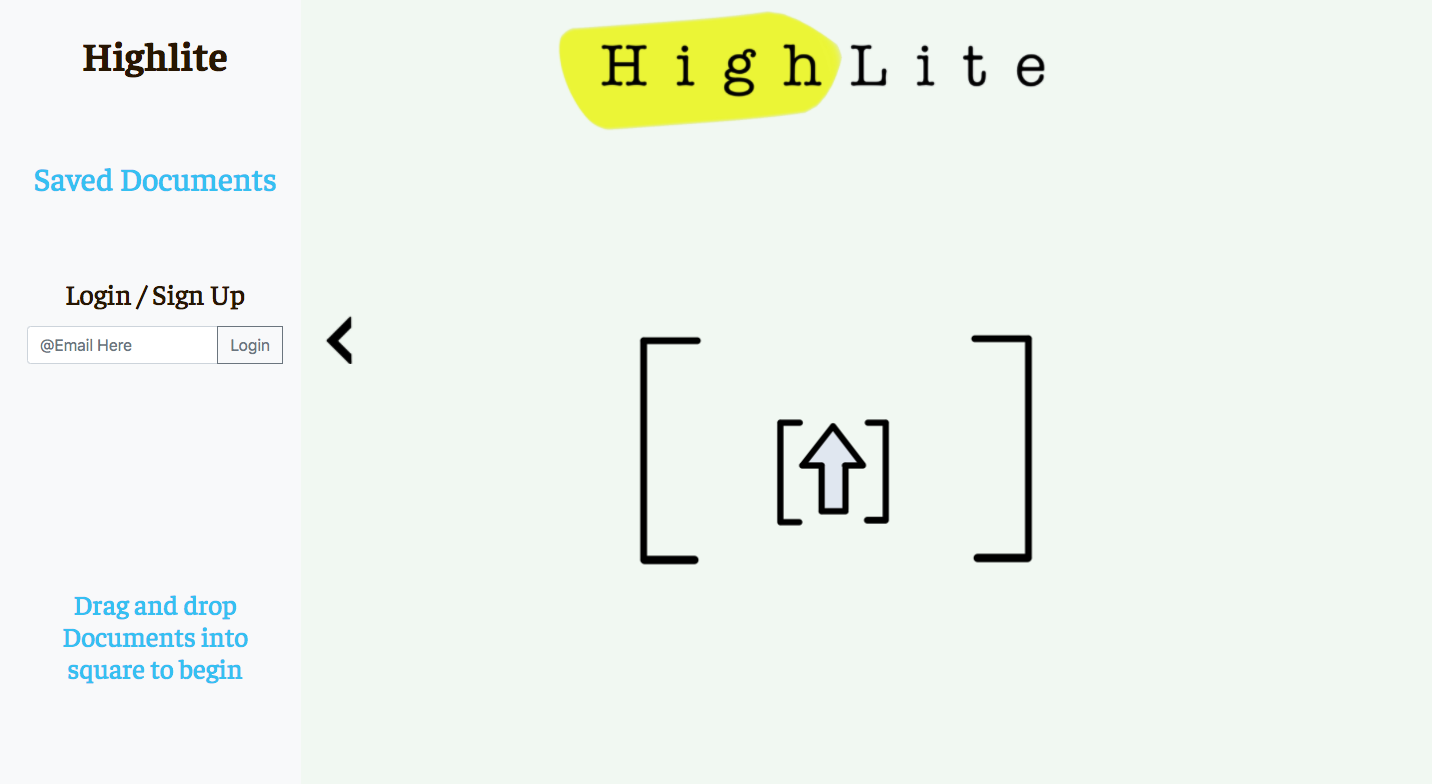 Highlite
Saved Documents
Login / Sign Up
@Email Here
Login
Drag and drop
Documents into
square to begin
HighLite